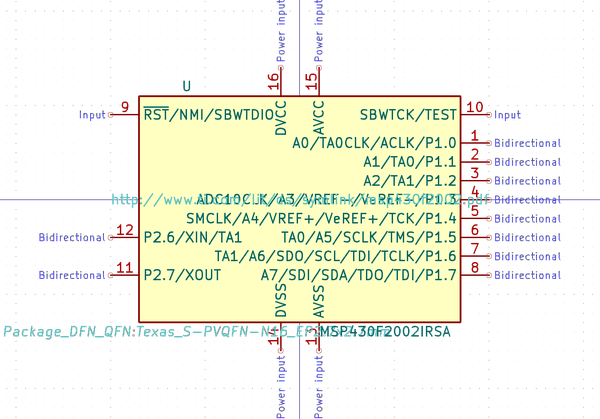 Power input
Power input
16
15
U
Input
9
RST/NMI/SBWTDIO
DVCC
AVCC
SBWTCK/TEST
10
Input
A0/TA0CLK/ACLK/P1.0
1
Bidirectional
A1/TA0/P1.1
2
Bidirectional
A2/TA1/P1.2
3
Bidirectional
4
Bidirectional
SMCLK/A4/VREF+/VeREF+/TCK/P1.4
5
Bidirectional
Bidirectional
12
P2.6/XIN/TA1
TA0/A5/SCLK/TMS/P1.5
6
Bidirectional
TA1/A6/SDO/SCL/TDI/TCLK/P1.6
7
Bidirectional
Bidirectional
11
P2.7/XOUT
A7/SDI/SDA/TDO/TDI/P1.7
8
Bidirectional
DVSS
AVSS
MSP430F2002IRSA
Power input
Power input